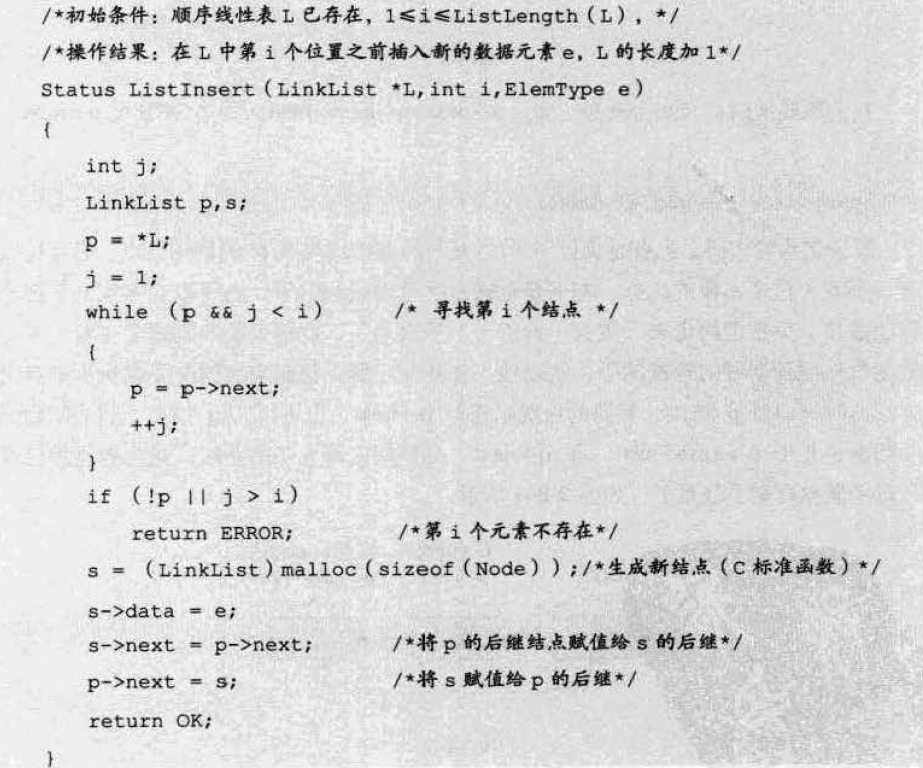 /*初始条件：顺序线性表 L 已存在，1≤i≤ListLength(L)，*/
/*操作结果：在 L 中第 i 个位置之前插入新的数据元素 e，L 的长度加 1*/
Status ListInsert(LinkList *L,int i,ElemType e)
{
int j;
LinkList p,s;
p = *L;
j = 1;
while (p && j < i) /* 寻找第 i 个结点 */
{
p = p->next;
++j;
}
if (!p || j > i)
return ERROR; /*第 i 个元素不存在*/
s = (LinkList)malloc(sizeof(Node));/*生成新结点(C 标准函数)*/
s->data = e;
s->next = p->next; /*将 p 的后继结点赋值给 s 的后继*/
p->next = s; /*将 s 赋值给 p 的后继*/
return OK;
}